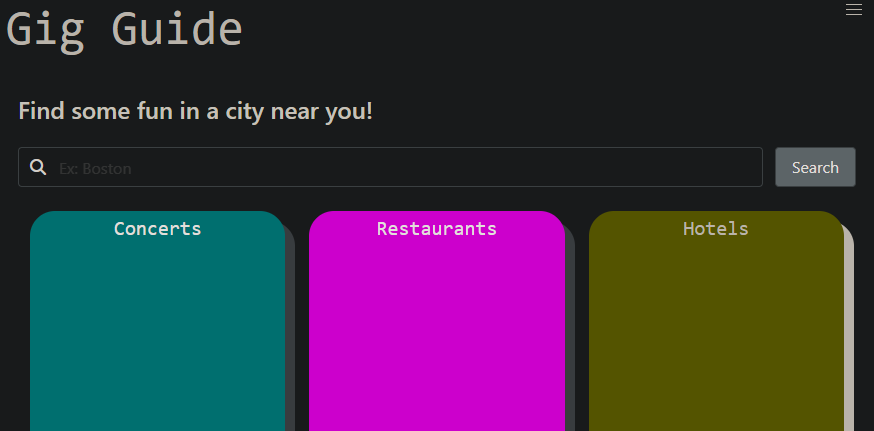 Gig Guide
Find some fun in a city near you!
Ex: Boston
Search
Concerts
Restaurants
Hotels